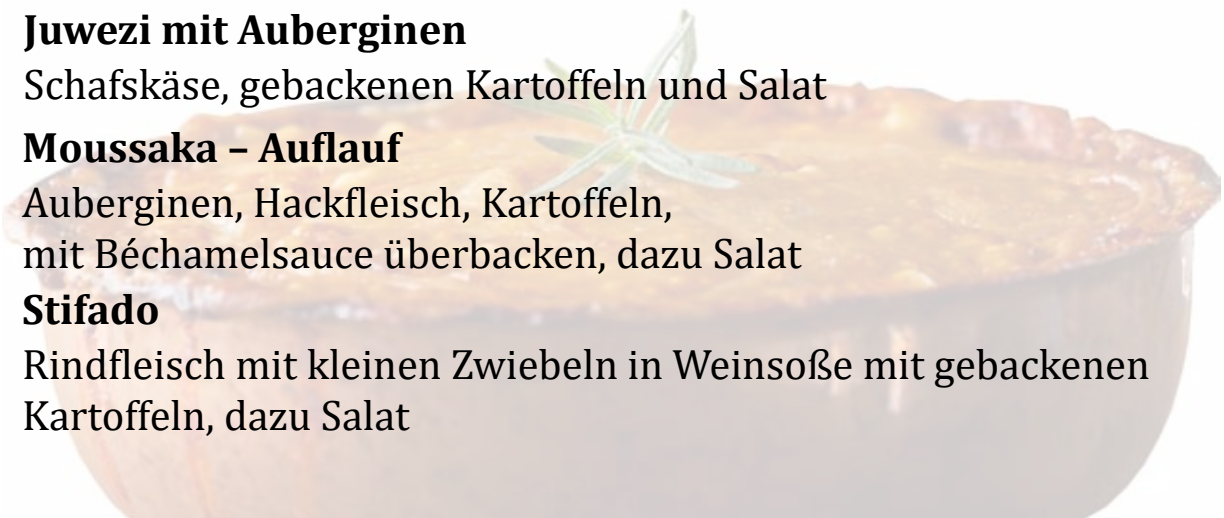 Juwezi mit Auberginen
Schafskäse, gebackenen Kartoffeln und Salat
Moussaka – Auflauf
Auberginen, Hackfleisch, Kartoffeln,
mit Béchamelsauce überbacken, dazu Salat
Stifado
Rindfleisch mit kleinen Zwiebeln in Weinsoße mit gebackenen
Kartoffeln, dazu Salat